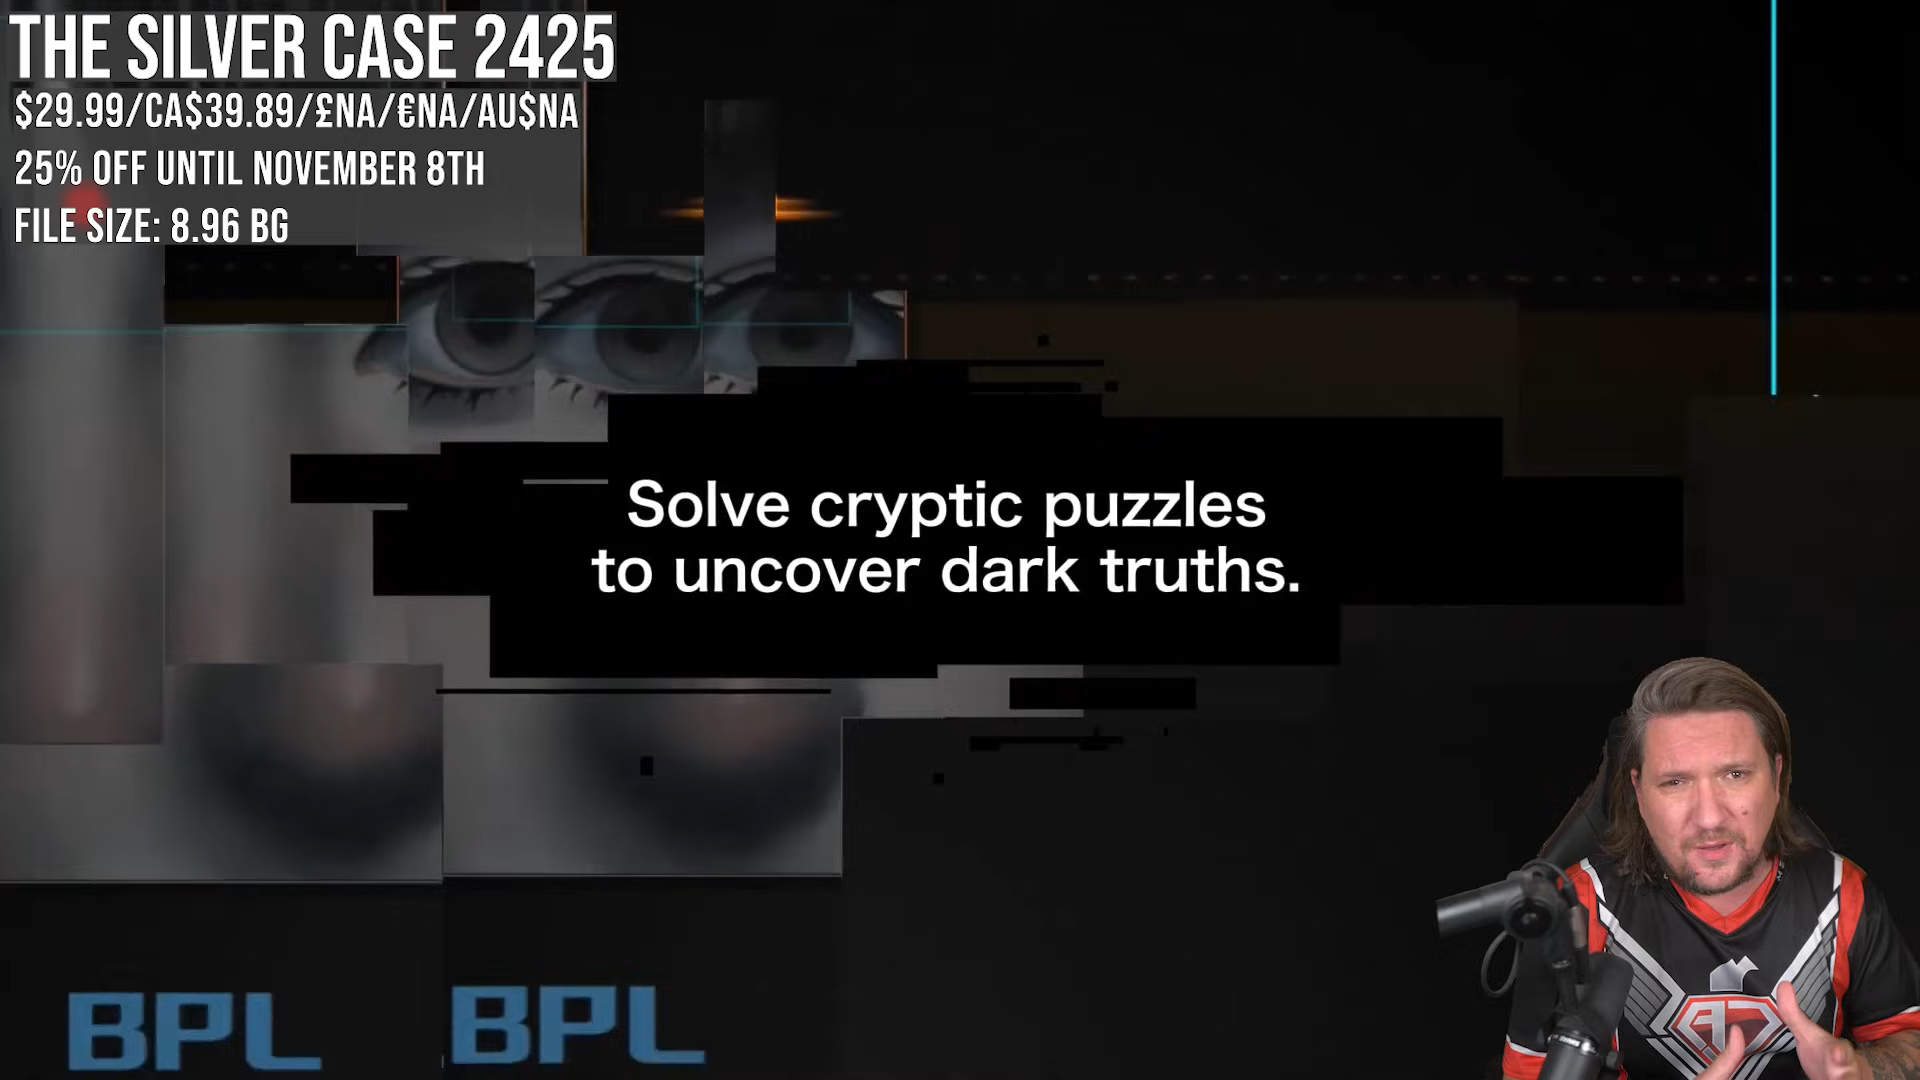 THE SILVER CASE 2425
$29.99/CA$39.89/£NA/€NA/AU$NA
25% OFF UNTIL NOVEMBER 8TH
FILE SIZE: 8.96 BG
Solve cryptic puzzles
to uncover dark truths.
BPL BPL